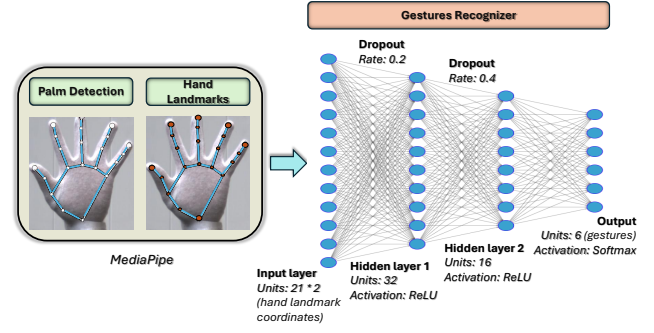 Gestures Recognizer
Palm Detection
Hand
Landmarks
MediaPipe
Dropout
Rate: 0.2
Dropout
Rate: 0.4
Input layer
Units: 21 * 2
(hand landmark
coordinates)
Hidden layer 1
Units: 32
Activation: ReLU
Hidden layer 2
Units: 16
Activation: ReLU
Output
Units: 6 (gestures)
Activation: Softmax